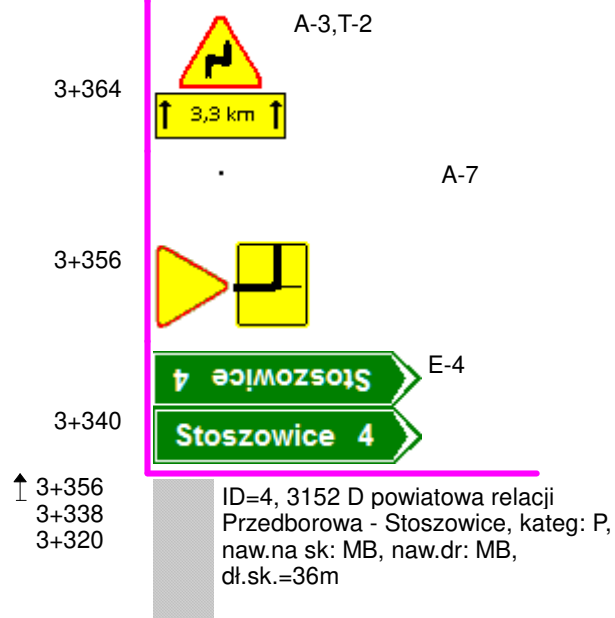 A-3,T-2
3+364
3,3 km
A-7
3+356
Stoszowice 4
E-4
3+340
Stoszowice 4
3+356
3+338
3+320
ID=4, 3152 D powiatowa relacji
Przedborowa - Stoszowice, kateg: P,
naw.na sk: MB, naw.dr: MB,
dł.sk.=36m